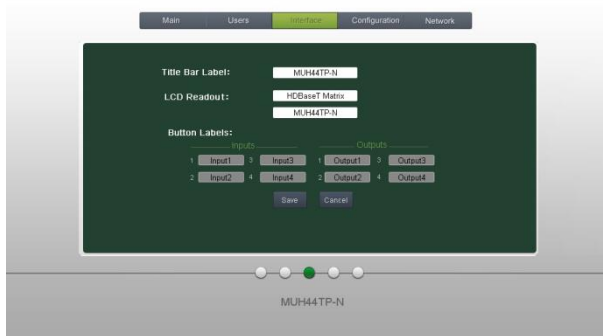 Main Users Interface Configuration Network
Title Bar Label: MUH44TP-N
LCD Readout: HDBaseT Matrix
MUH44TP-N
Button Labels:
Inputs Outputs
1 Input1 3 Input3 1 Output1 3 Output3
2 Input2 4 Input4 2 Output2 4 Output4
Save Cancel
MUH44TP-N